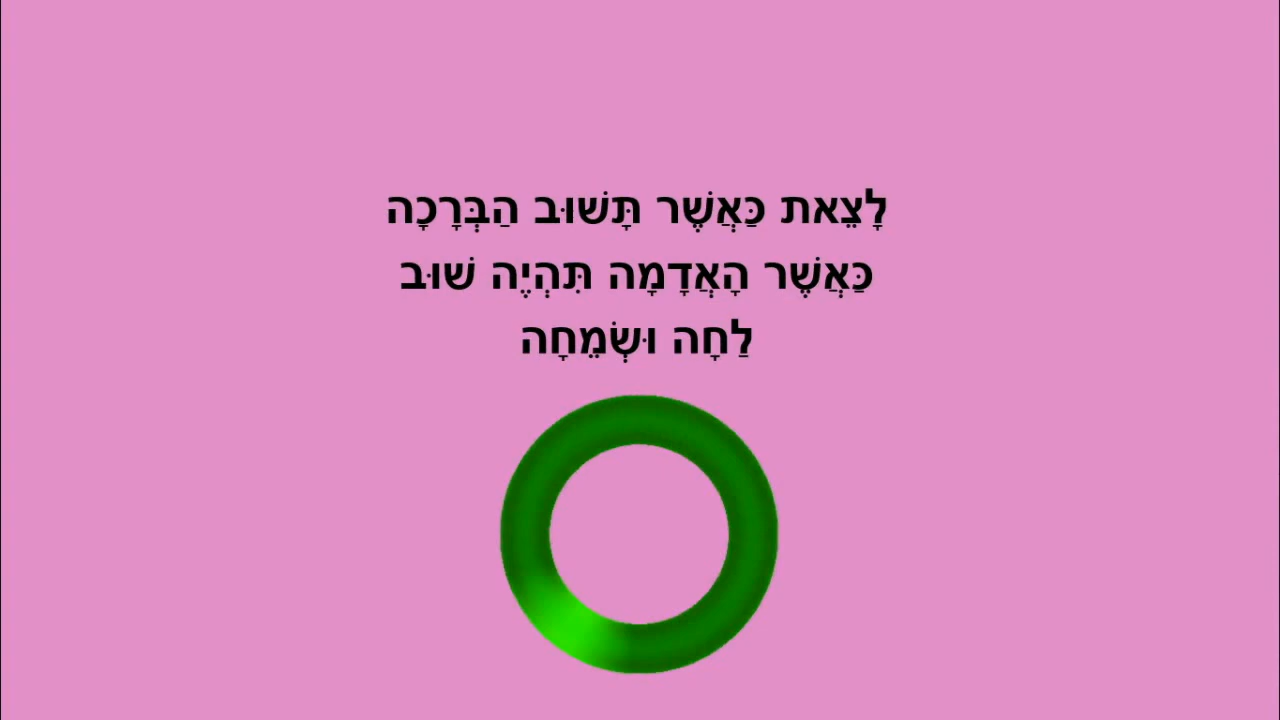 לָצֵאת כַּאֲשֶׁר תָּשׁוּב הַבְּרָכָה
כַּאֲשֶׁר הָאֲדָמָה תִּהְיֶה שׁוּב
לַחָה וּשְׂמֵחָה